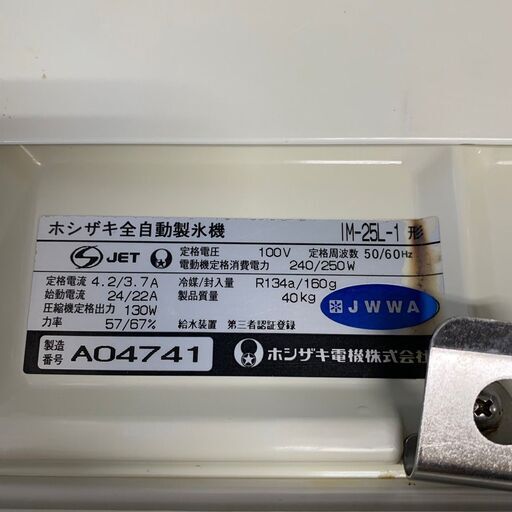 ホシザキ全自動製氷機 IM-25L-1 形
JET 定格電圧 100V 定格周波数 50/60Hz
電動機定格消費電力 240/250W
定格電流 4.2/3.7A 冷媒/封入量 R134a/160g
始動電流 24/22A 製品質量 40kg
圧縮機定格出力 130W JWWA
力率 57/67% 給水装置 第三者認証登録
製造番号 A04741 ホシザキ電機株式会